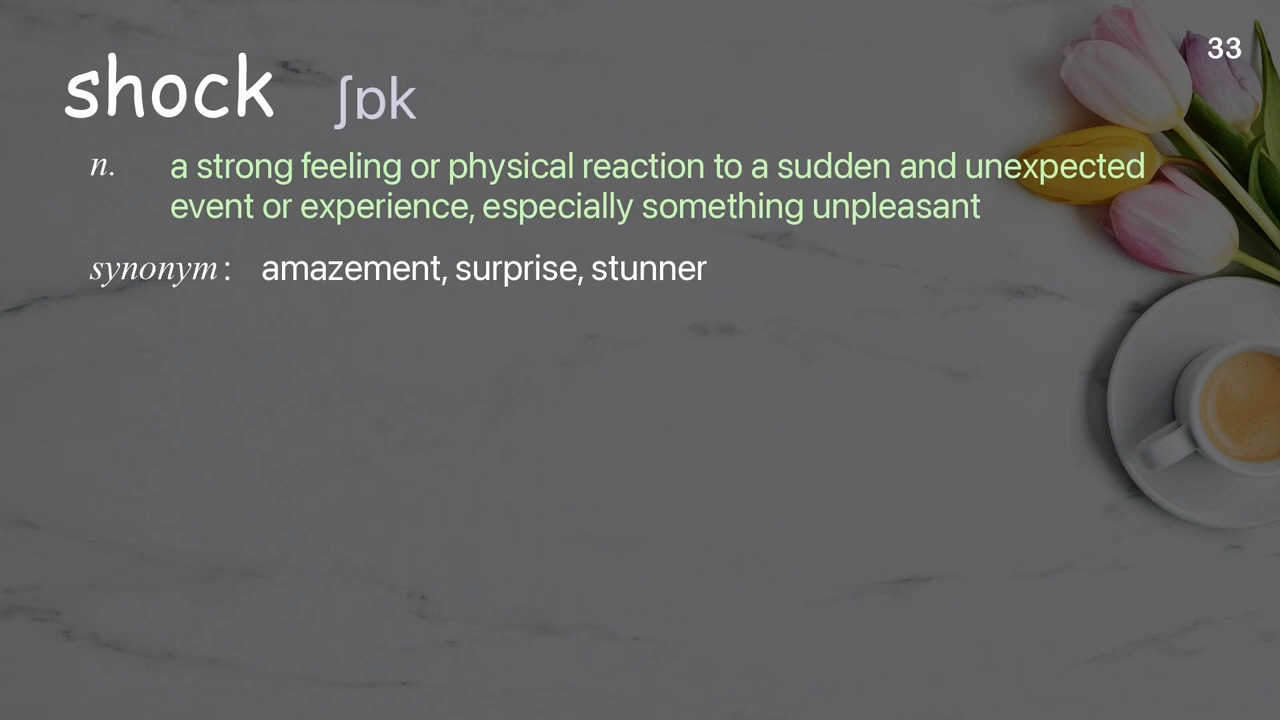 33
shock ʃɒk
n. a strong feeling or physical reaction to a sudden and unexpected
event or experience, especially something unpleasant
synonym : amazement, surprise, stunner